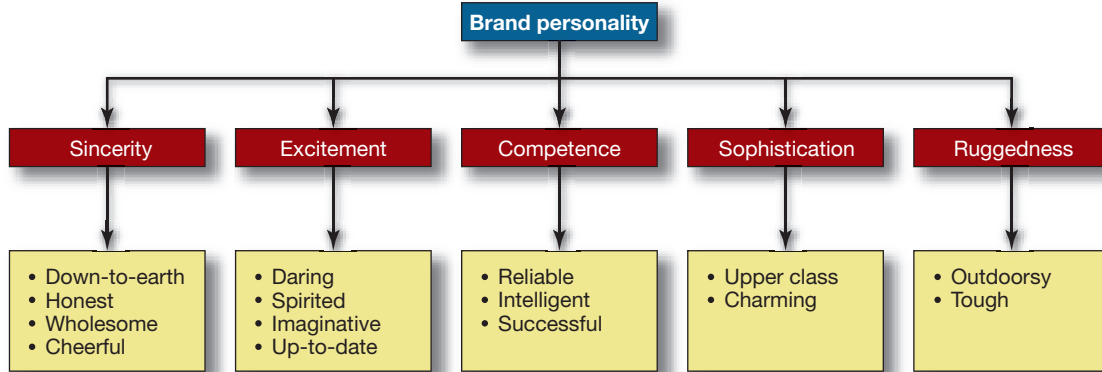 Brand personality
Sincerity
Excitement
Competence
Sophistication
Ruggedness
• Down-to-earth
• Honest
• Wholesome
• Cheerful
• Daring
• Spirited
• Imaginative
• Up-to-date
• Reliable
• Intelligent
• Successful
• Upper class
• Charming
• Outdoorsy
• Tough